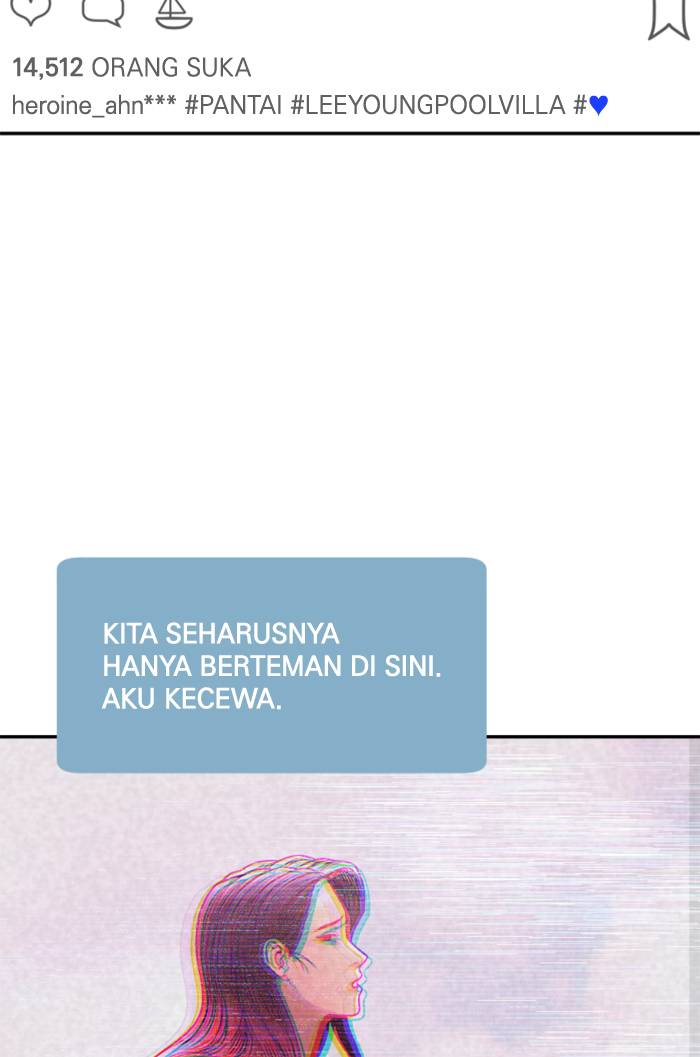 14,512 ORANG SUKA
heroine_ahn*** #PANTAI #LEEYOUNGPOOLVILLA #♥
KITA SEHARUSNYA
HANYA BERTEMAN DI SINI.
AKU KECEWA.